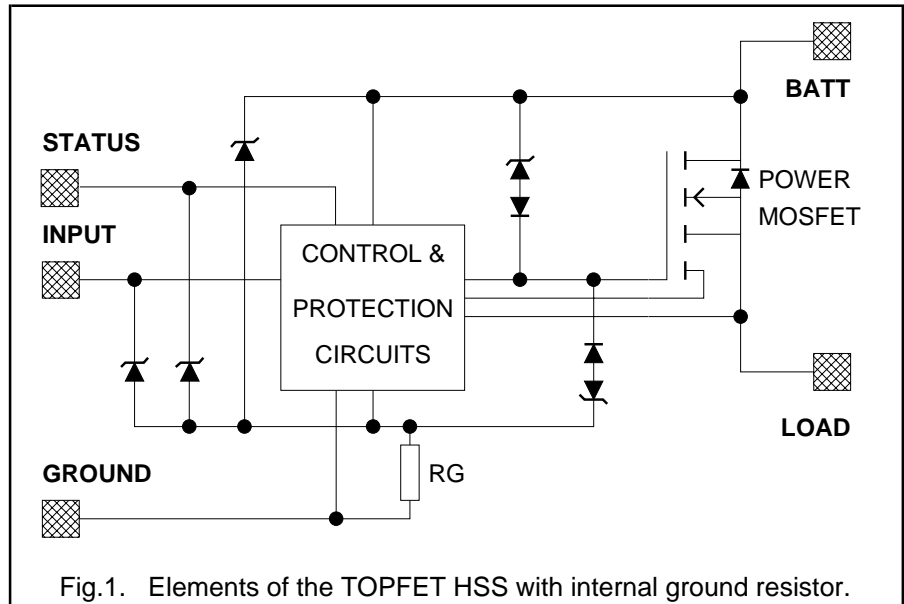 BATT
STATUS
POWER
MOSFET
INPUT
CONTROL &
PROTECTION
CIRCUITS
LOAD
GROUND
RG
Fig.1. Elements of the TOPFET HSS with internal ground resistor.